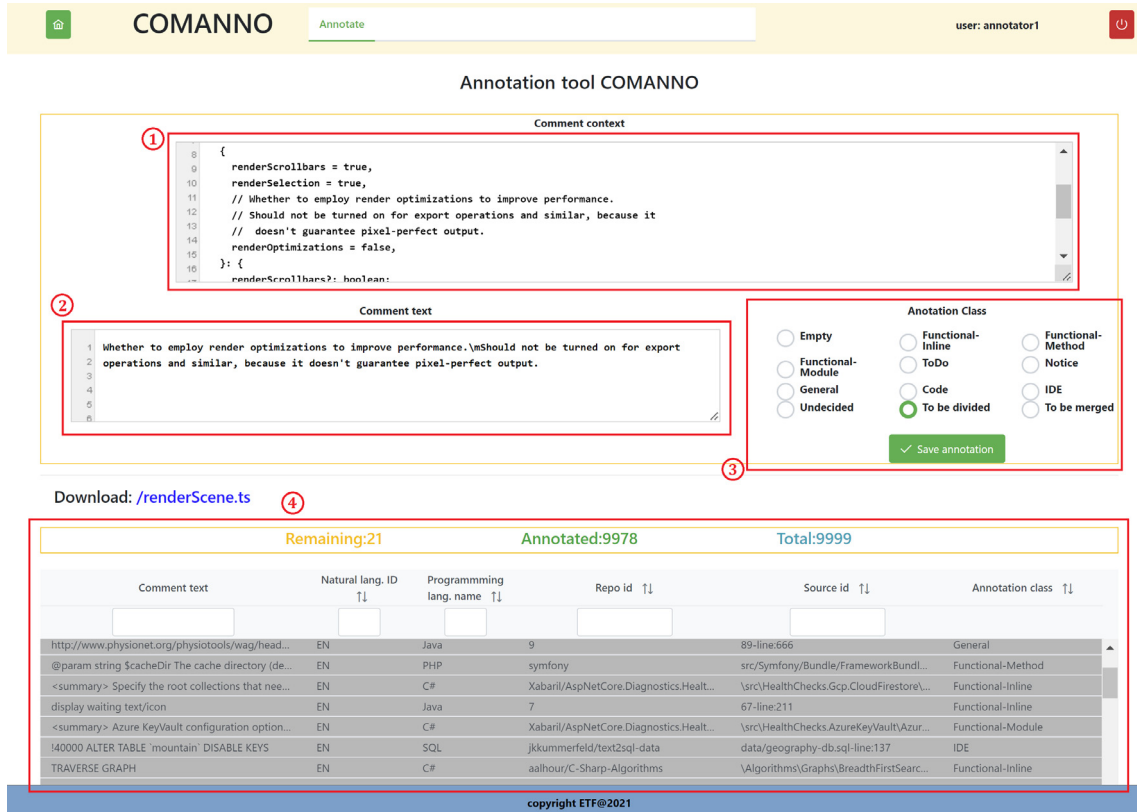 COMANNO
Annotate
user: annotator1
Annotation tool COMANNO
Comment context
1
8 {
9 renderScrollbars = true,
10 renderSelection = true,
11 // Whether to employ render optimizations to improve performance.
12 // Should not be turned on for export operations and similar, because it
13 //  doesn't guarantee pixel-perfect output.
14 renderOptimizations = false,
15 }: {
16 renderScrollbars?: boolean;
2
Comment text
1 Whether to employ render optimizations to improve performance.\mShould not be turned on for export
2 operations and similar, because it doesn't guarantee pixel-perfect output.
3
4
5
6
Anotation Class
Empty
Functional-
Inline
Functional-
Method
Functional-
Module
ToDo
Notice
General
Code
IDE
Undecided
To be divided
To be merged
Save annotation
3
Download: /renderScene.ts
4
Remaining:21 Annotated:9978 Total:9999
Comment text
Natural lang. ID
Programmming
lang. name
Repo id
Source id
Annotation class
http://www.physionet.org/physiotools/wag/head... EN Java 9 89-line:666 General
@param string $cacheDir The cache directory (de... EN PHP symfony src/Symfony/Bundle/FrameworkBundl... Functional-Method
<summary> Specify the root collections that nee... EN C# Xabaril/AspNetCore.Diagnostics.Healt... \src\HealthChecks.Gcp.CloudFirestore\... Functional-Inline
display waiting text/icon EN Java 7 67-line:211 Functional-Inline
<summary> Azure KeyVault configuration option... EN C# Xabaril/AspNetCore.Diagnostics.Healt... \src\HealthChecks.AzureKeyVault\Azur... Functional-Module
!40000 ALTER TABLE `mountain` DISABLE KEYS EN SQL jkkummerfeld/text2sql-data data/geography-db.sql-line:137 IDE
TRAVERSE GRAPH EN C# aalhour/C-Sharp-Algorithms \Algorithms\Graphs\BreadthFirstSearc... Functional-Inline
copyright ETF@2021